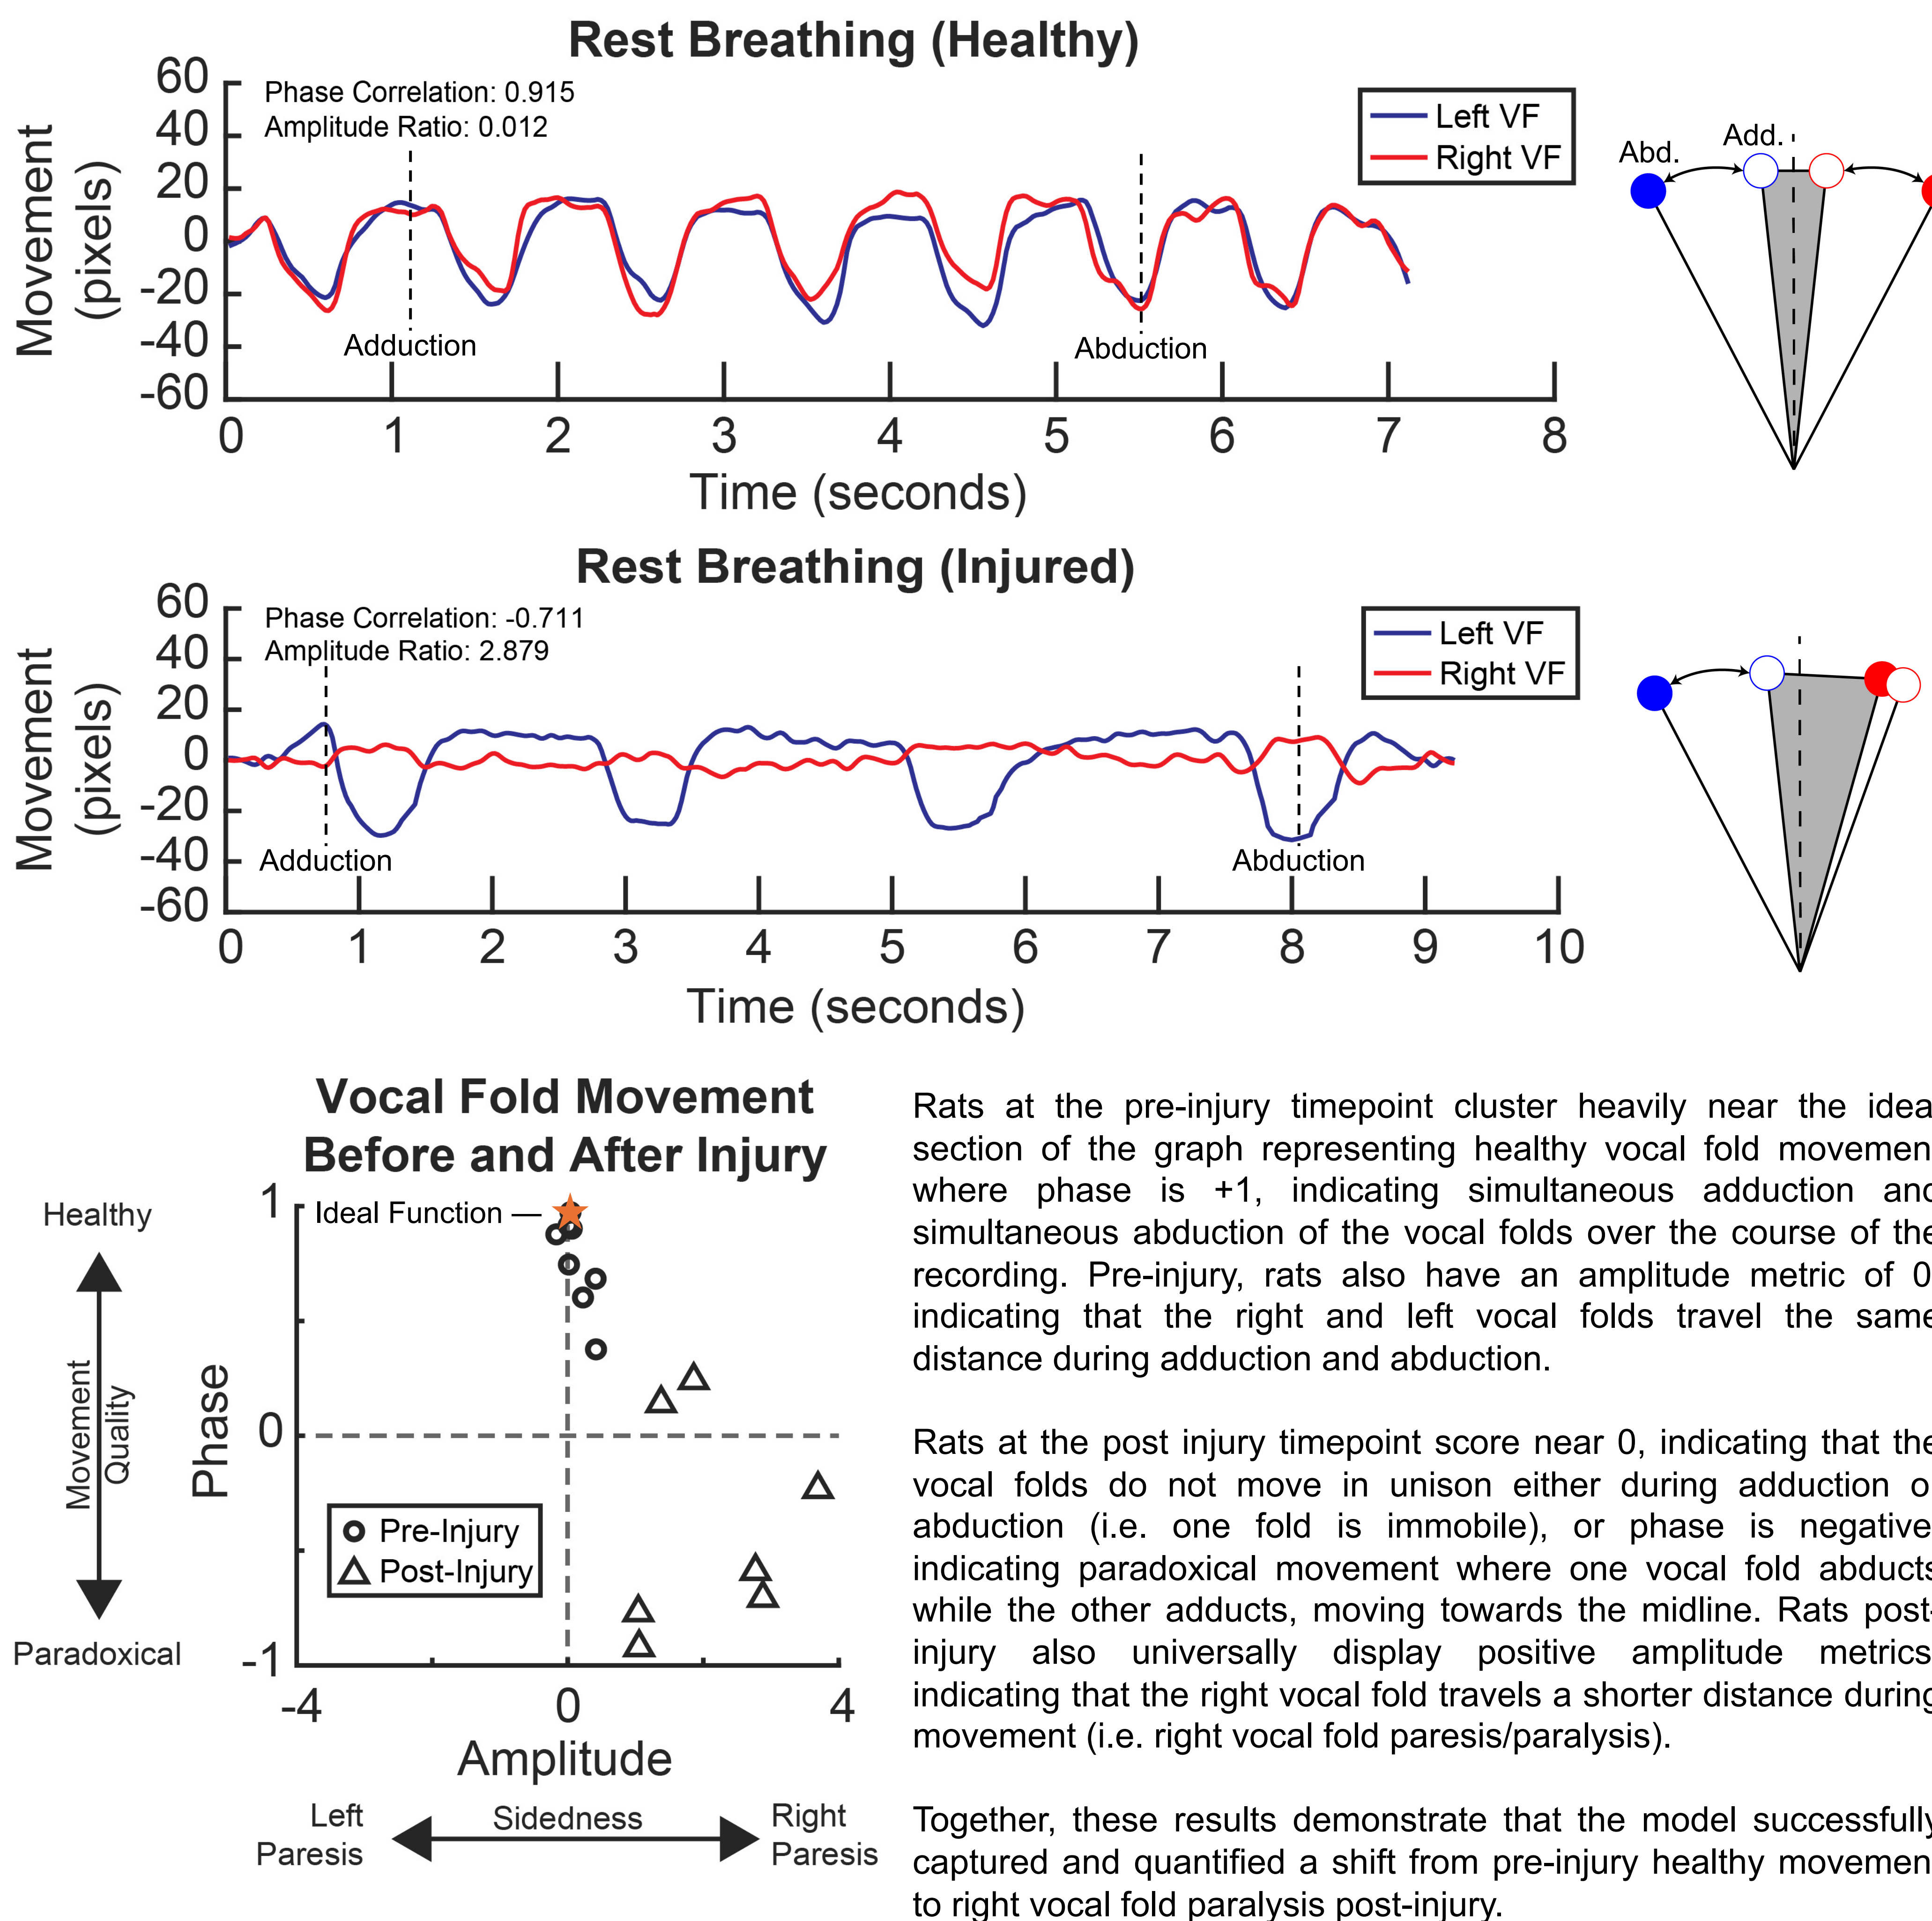 Rest Breathing (Healthy)
60
40
20
0
-20
-40
-60
Movement
(pixels)
Phase Correlation: 0.915
Amplitude Ratio: 0.012
Adduction
Abduction
Left VF
Right VF
Abd.
Add.
0 1 2 3 4 5 6 7 8
Time (seconds)
Rest Breathing (Injured)
60
40
20
0
-20
-40
-60
Movement
(pixels)
Phase Correlation: -0.711
Amplitude Ratio: 2.879
Adduction
Abduction
Left VF
Right VF
0 1 2 3 4 5 6 7 8 9 10
Time (seconds)
Vocal Fold Movement
Before and After Injury
Healthy
Movement
Quality
Paradoxical
Phase
1
0
-1
Ideal Function
Pre-Injury
Post-Injury
-4 0 4
Amplitude
Left
Paresis
Sidedness
Right
Paresis
Rats at the pre-injury timepoint cluster heavily near the idea
section of the graph representing healthy vocal fold movemen
where phase is +1, indicating simultaneous adduction and
simultaneous abduction of the vocal folds over the course of the
recording. Pre-injury, rats also have an amplitude metric of 0
indicating that the right and left vocal folds travel the same
distance during adduction and abduction.
Rats at the post injury timepoint score near 0, indicating that the
vocal folds do not move in unison either during adduction o
abduction (i.e. one fold is immobile), or phase is negative
indicating paradoxical movement where one vocal fold abducts
while the other adducts, moving towards the midline. Rats post-
injury also universally display positive amplitude metrics
indicating that the right vocal fold travels a shorter distance during
movement (i.e. right vocal fold paresis/paralysis).
Together, these results demonstrate that the model successfully
captured and quantified a shift from pre-injury healthy movemen
to right vocal fold paralysis post-injury.